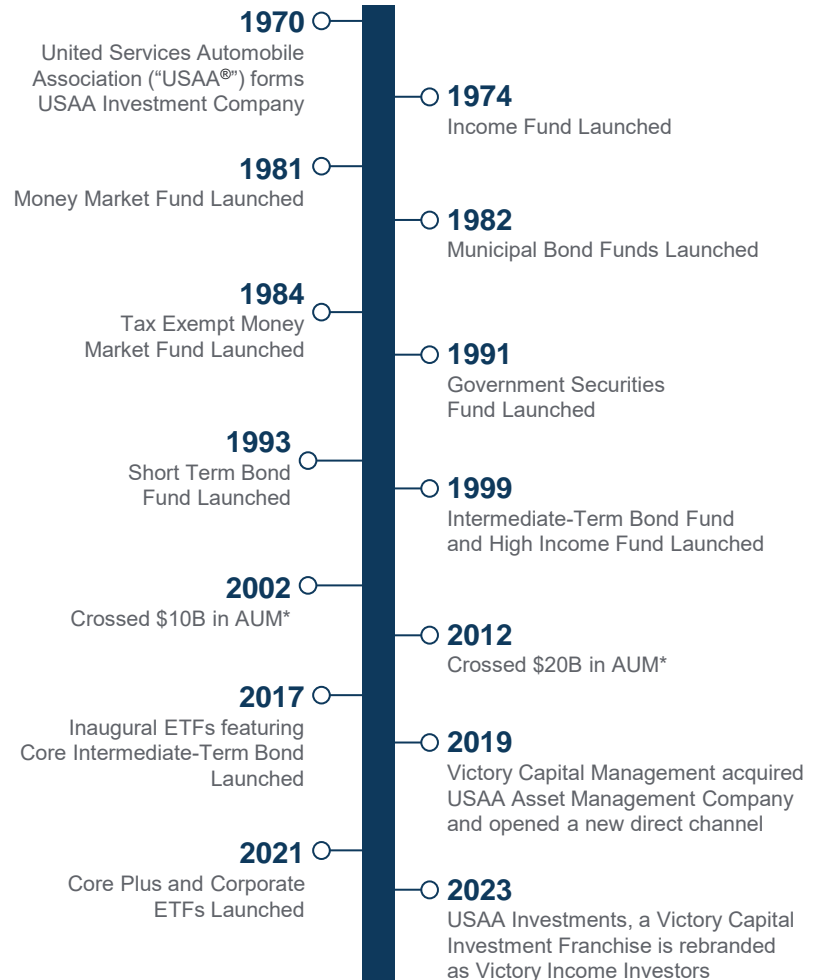 1970
United Services Automobile
Association (“USAA®”) forms
USAA Investment Company
1974
Income Fund Launched
1981
Money Market Fund Launched
1982
Municipal Bond Funds Launched
1984
Tax Exempt Money
Market Fund Launched
1991
Government Securities
Fund Launched
1993
Short Term Bond
Fund Launched
1999
Intermediate-Term Bond Fund
and High Income Fund Launched
2002
Crossed $10B in AUM*
2012
Crossed $20B in AUM*
2017
Inaugural ETFs featuring
Core Intermediate-Term Bond
Launched
2019
Victory Capital Management acquired
USAA Asset Management Company
and opened a new direct channel
2021
Core Plus and Corporate
ETFs Launched
2023
USAA Investments, a Victory Capital
Investment Franchise is rebranded
as Victory Income Investors